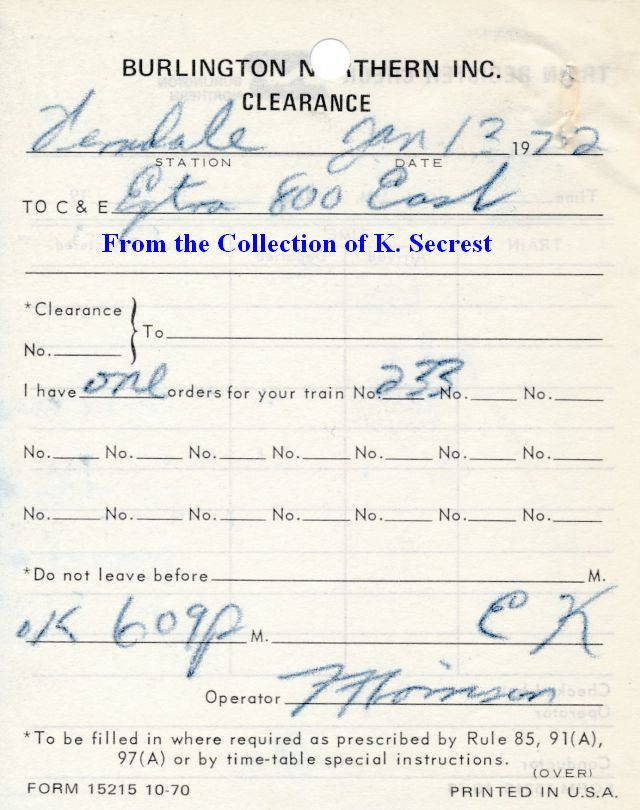 BURLINGTON N THERN INC.
CLEARANCE
Ferndale Jan 13 1972
STATION DATE
TO C & E Extra 800 East
From the Collection of K. Secrest
*Clearance
No. To
I have one orders for your train No. 233 No. No.
No. No. No. No. No. No. No.
No. No. No. No. No. No. No.
*Do not leave before M.
OK 609p M. E K
Operator
*To be filled in where required as prescribed by Rule 85, 91(A),
97(A) or by time-table special instructions.
(OVER)
FORM 15215 10-70 PRINTED IN U.S.A.